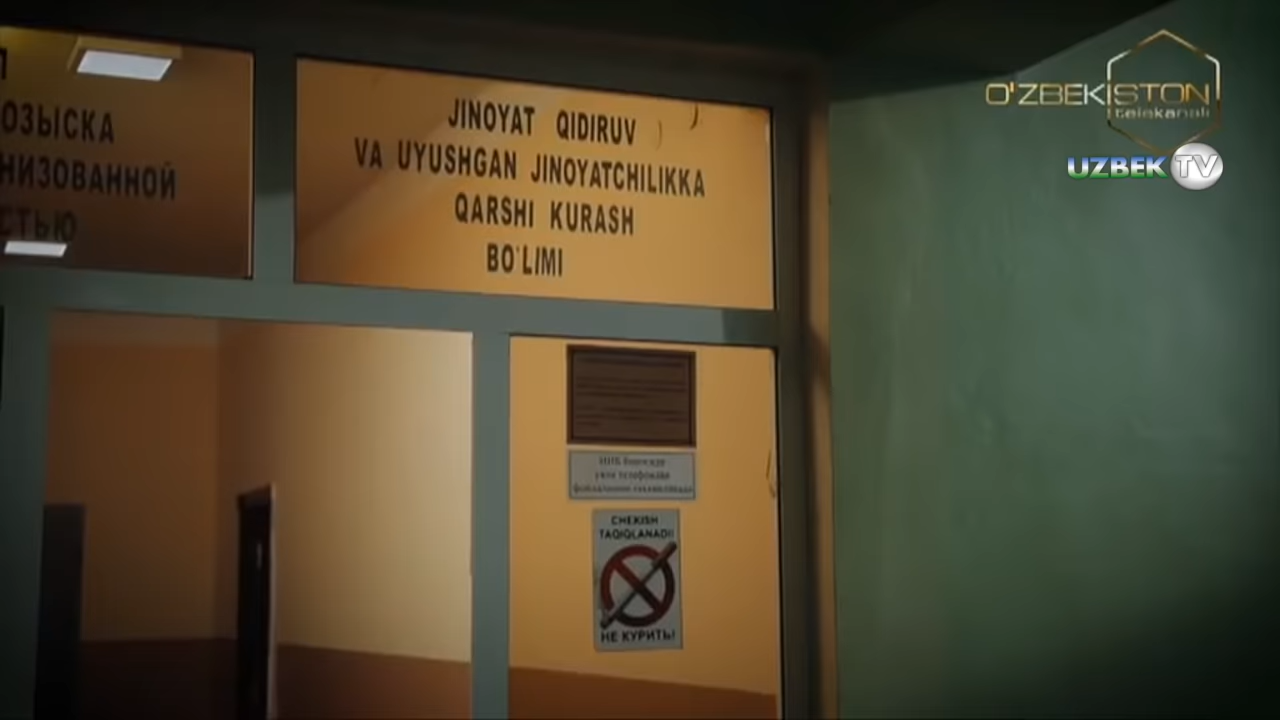 ОЗЫСКА
НИЗОВАННОЙ
СТЬЮ
JINOYAT QIDIRUV
VA UYUSHGAN JINOYATCHILIKKA
QARSHI KURASH
BO'LIMI
O'ZBEKISTON
telekanali
UZBEK TV
CHEKISH
TAQIQLANADI!
НЕ КУРИТЬ!